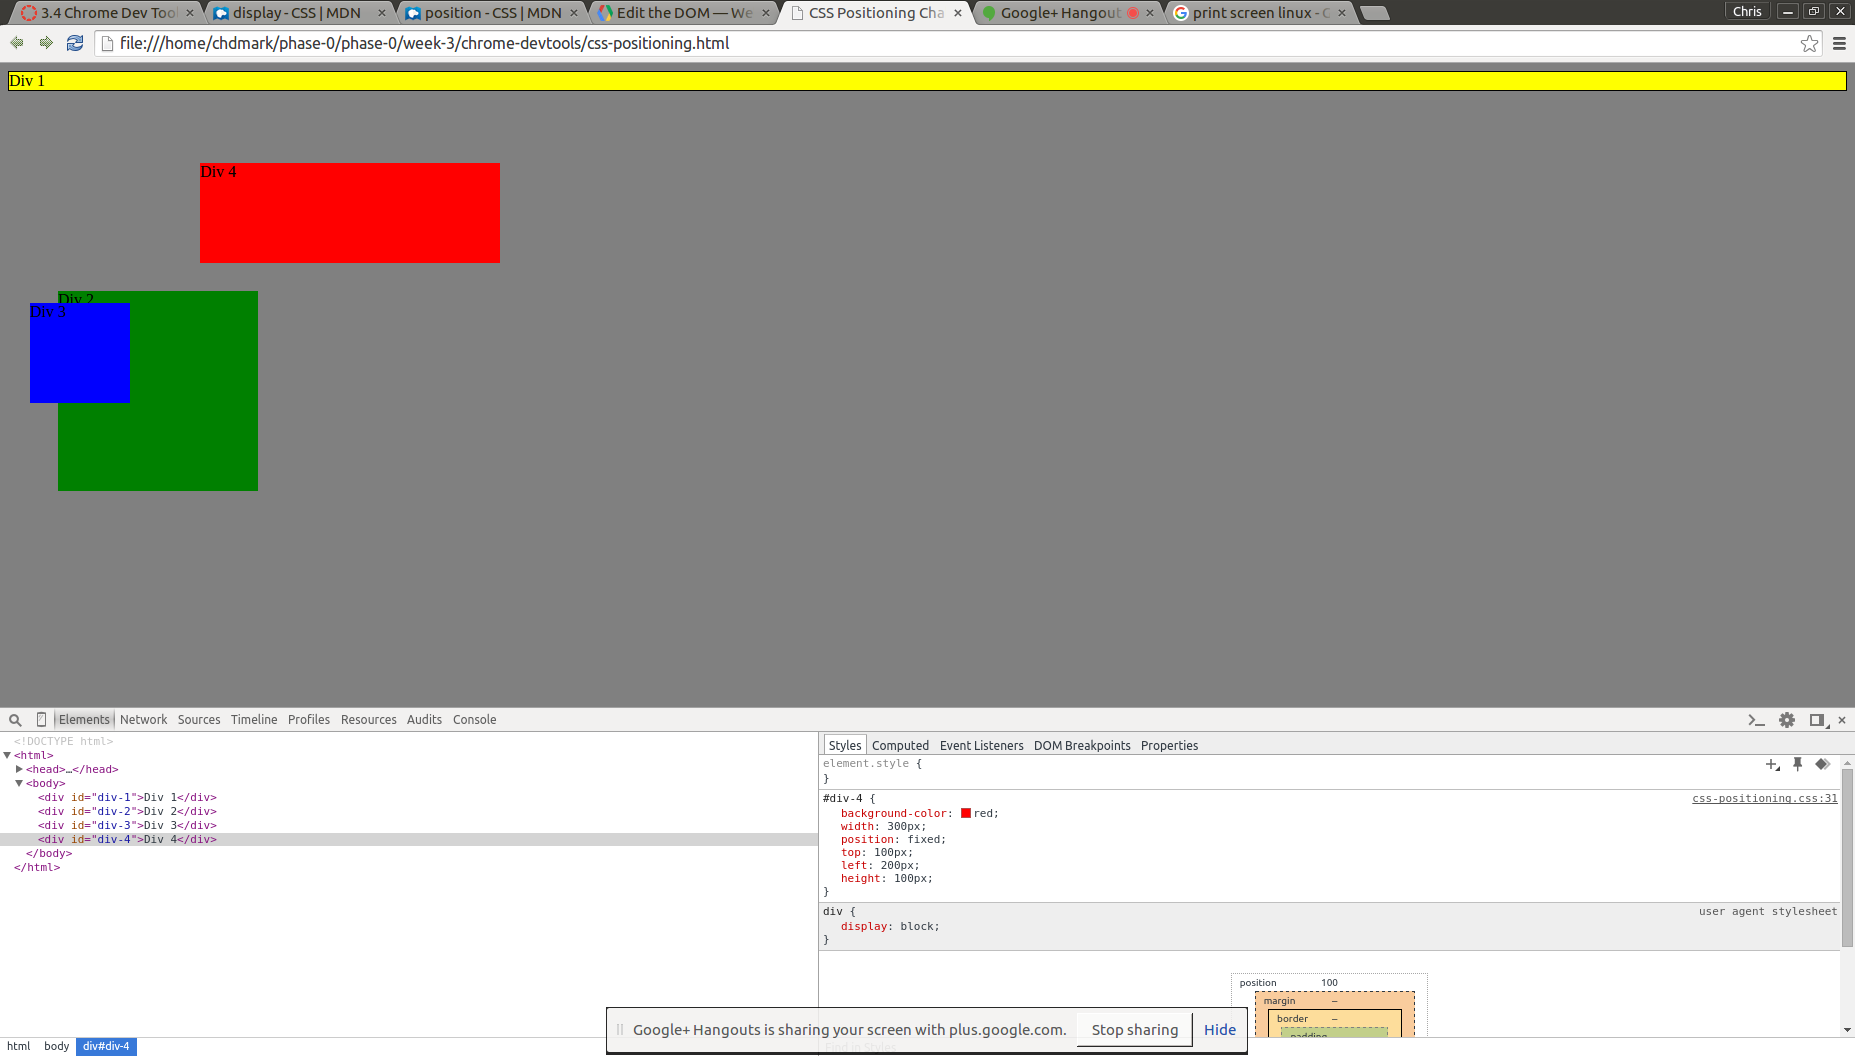 3.4 Chrome Dev Tool
display - CSS | MDN
position - CSS | MDN
Edit the DOM — We
CSS Positioning Cha
Google+ Hangout
print screen linux - G
Chris
file:///home/chdmark/phase-0/phase-0/week-3/chrome-devtools/css-positioning.html
Div 1
Div 4
Div 2
Div 3
Elements Network Sources Timeline Profiles Resources Audits Console
<!DOCTYPE html>
<html>
<head>…</head>
<body>
<div id="div-1">Div 1</div>
<div id="div-2">Div 2</div>
<div id="div-3">Div 3</div>
<div id="div-4">Div 4</div>
</body>
</html>
Styles Computed Event Listeners DOM Breakpoints Properties
element.style {
}
#div-4 { css-positioning.css:31
background-color: red;
width: 300px;
position: fixed;
top: 100px;
left: 200px;
height: 100px;
}
div { user agent stylesheet
display: block;
}
position 100
margin –
border –
padding
Google+ Hangouts is sharing your screen with plus.google.com. Stop sharing Hide
Find in Styles
html body div#div-4